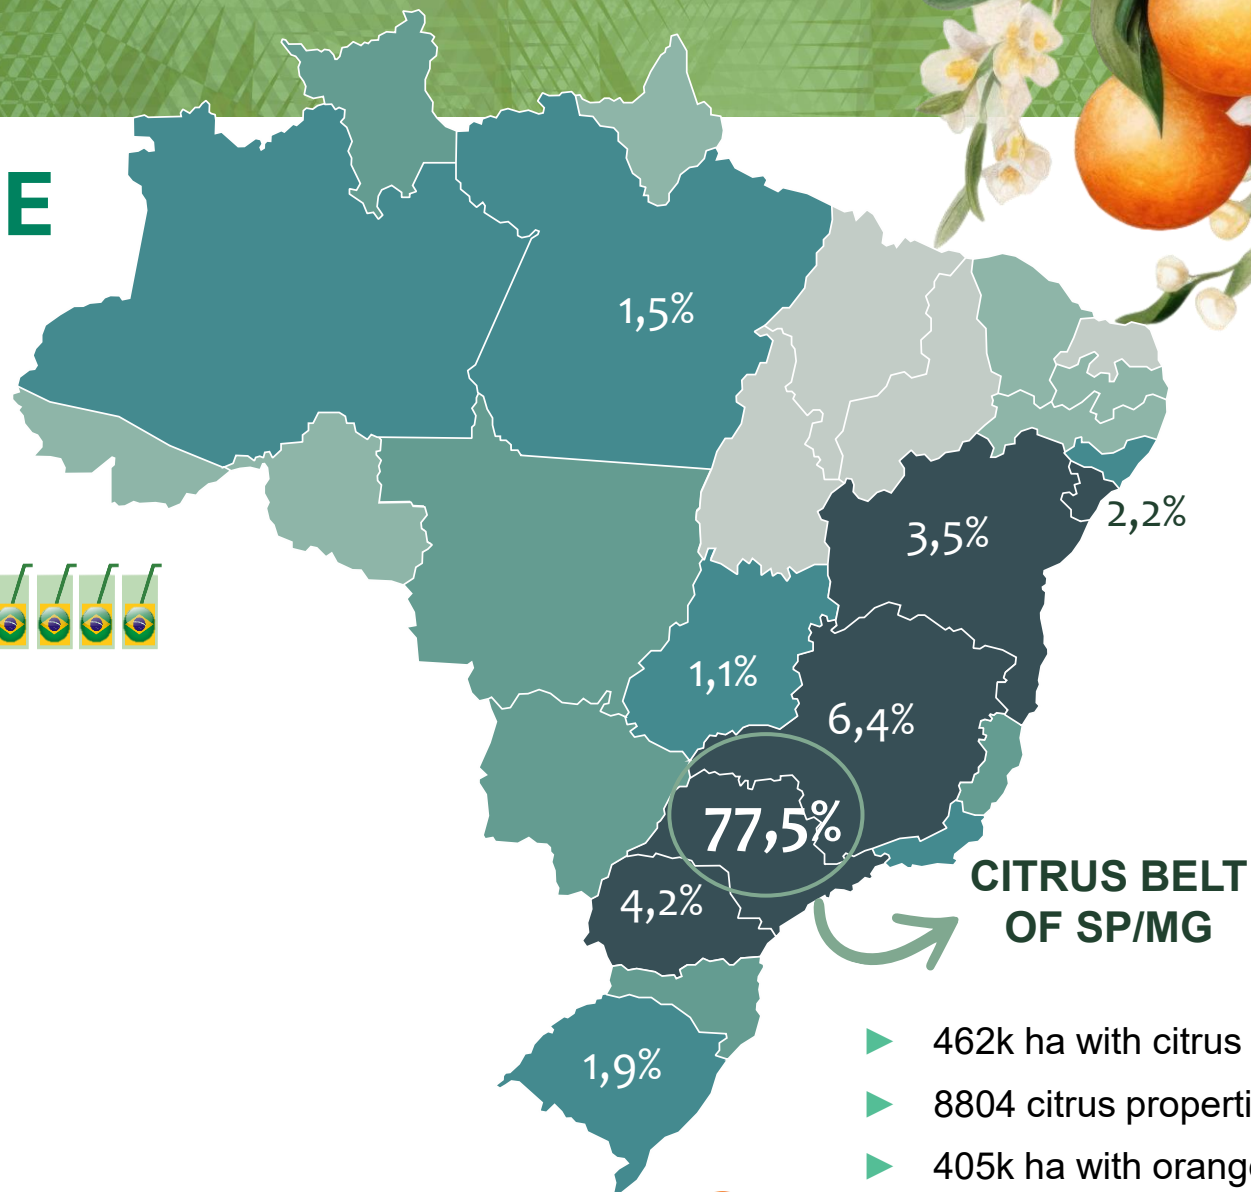 E
1,5%
2,2%
3,5%
1,1%
6,4%
77,5%
4,2%
CITRUS BELT
OF SP/MG
462k ha with citrus
1,9%
8804 citrus properti
405k ha with orange